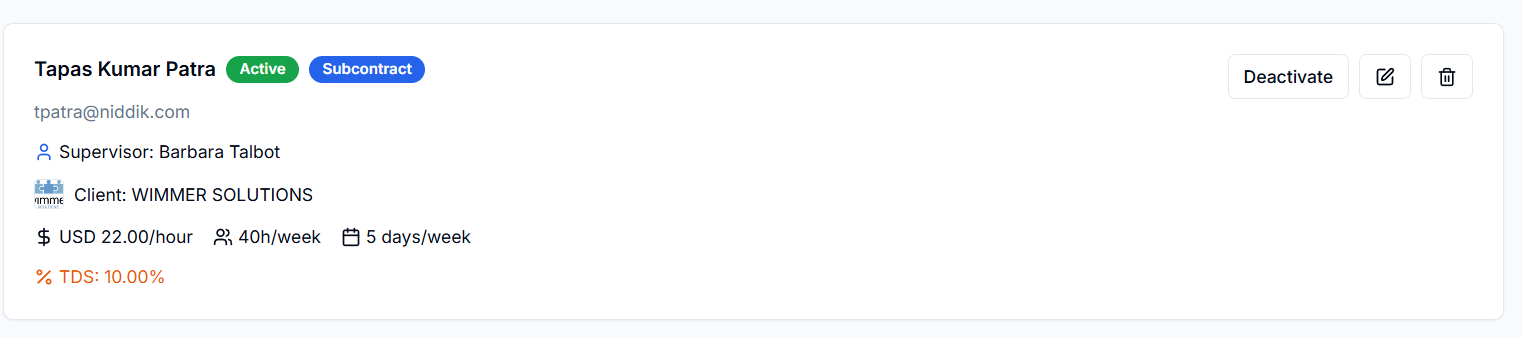 Tapas Kumar Patra Active Subcontract Deactivate
tpatra@niddik.com
Supervisor: Barbara Talbot
Client: WIMMER SOLUTIONS
USD 22.00/hour 40h/week 5 days/week
TDS: 10.00%